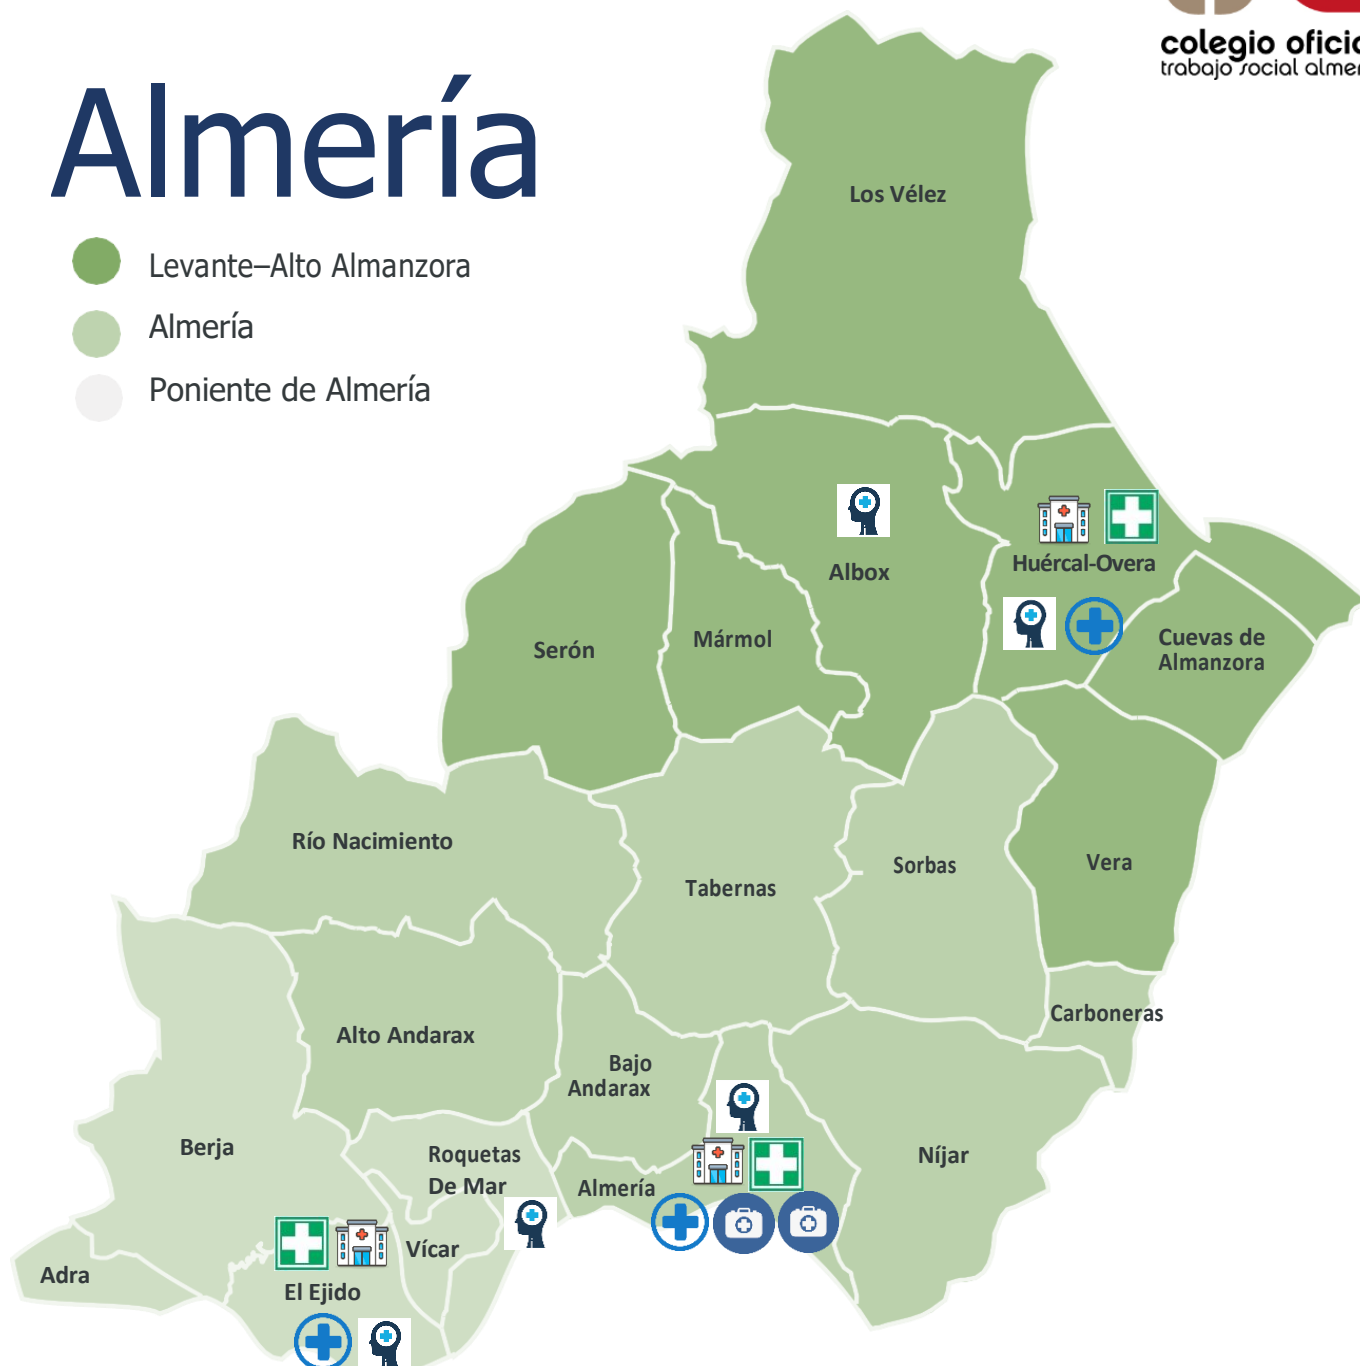 colegio oficia
trabajo social almer
Almería
Levante–Alto Almanzora
Almería
Poniente de Almería
Los Vélez
Albox
Huércal-Overa
Serón
Mármol
Cuevas de
Almanzora
Río Nacimiento
Tabernas
Sorbas
Vera
Alto Andarax
Carboneras
Bajo
Andarax
Berja
Roquetas
De Mar
Almería
Níjar
Vícar
Adra
El Ejido